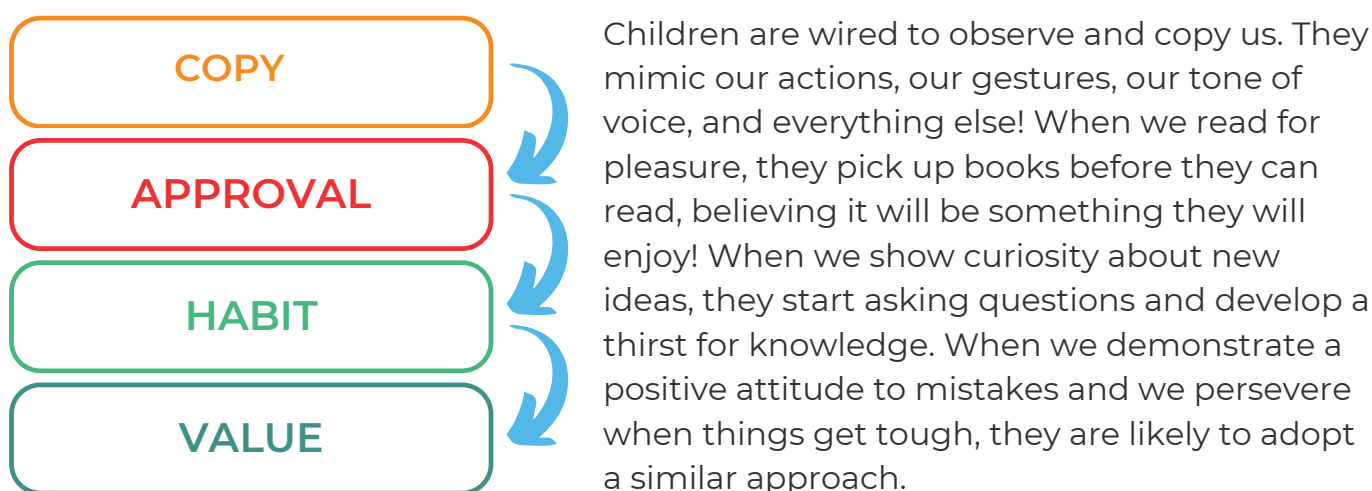 COPY
APPROVAL
HABIT
VALUE
Children are wired to observe and copy us. They
mimic our actions, our gestures, our tone of
voice, and everything else! When we read for
pleasure, they pick up books before they can
read, believing it will be something they will
enjoy! When we show curiosity about new
ideas, they start asking questions and develop a
thirst for knowledge. When we demonstrate a
positive attitude to mistakes and we persevere
when things get tough, they are likely to adopt
a similar approach.